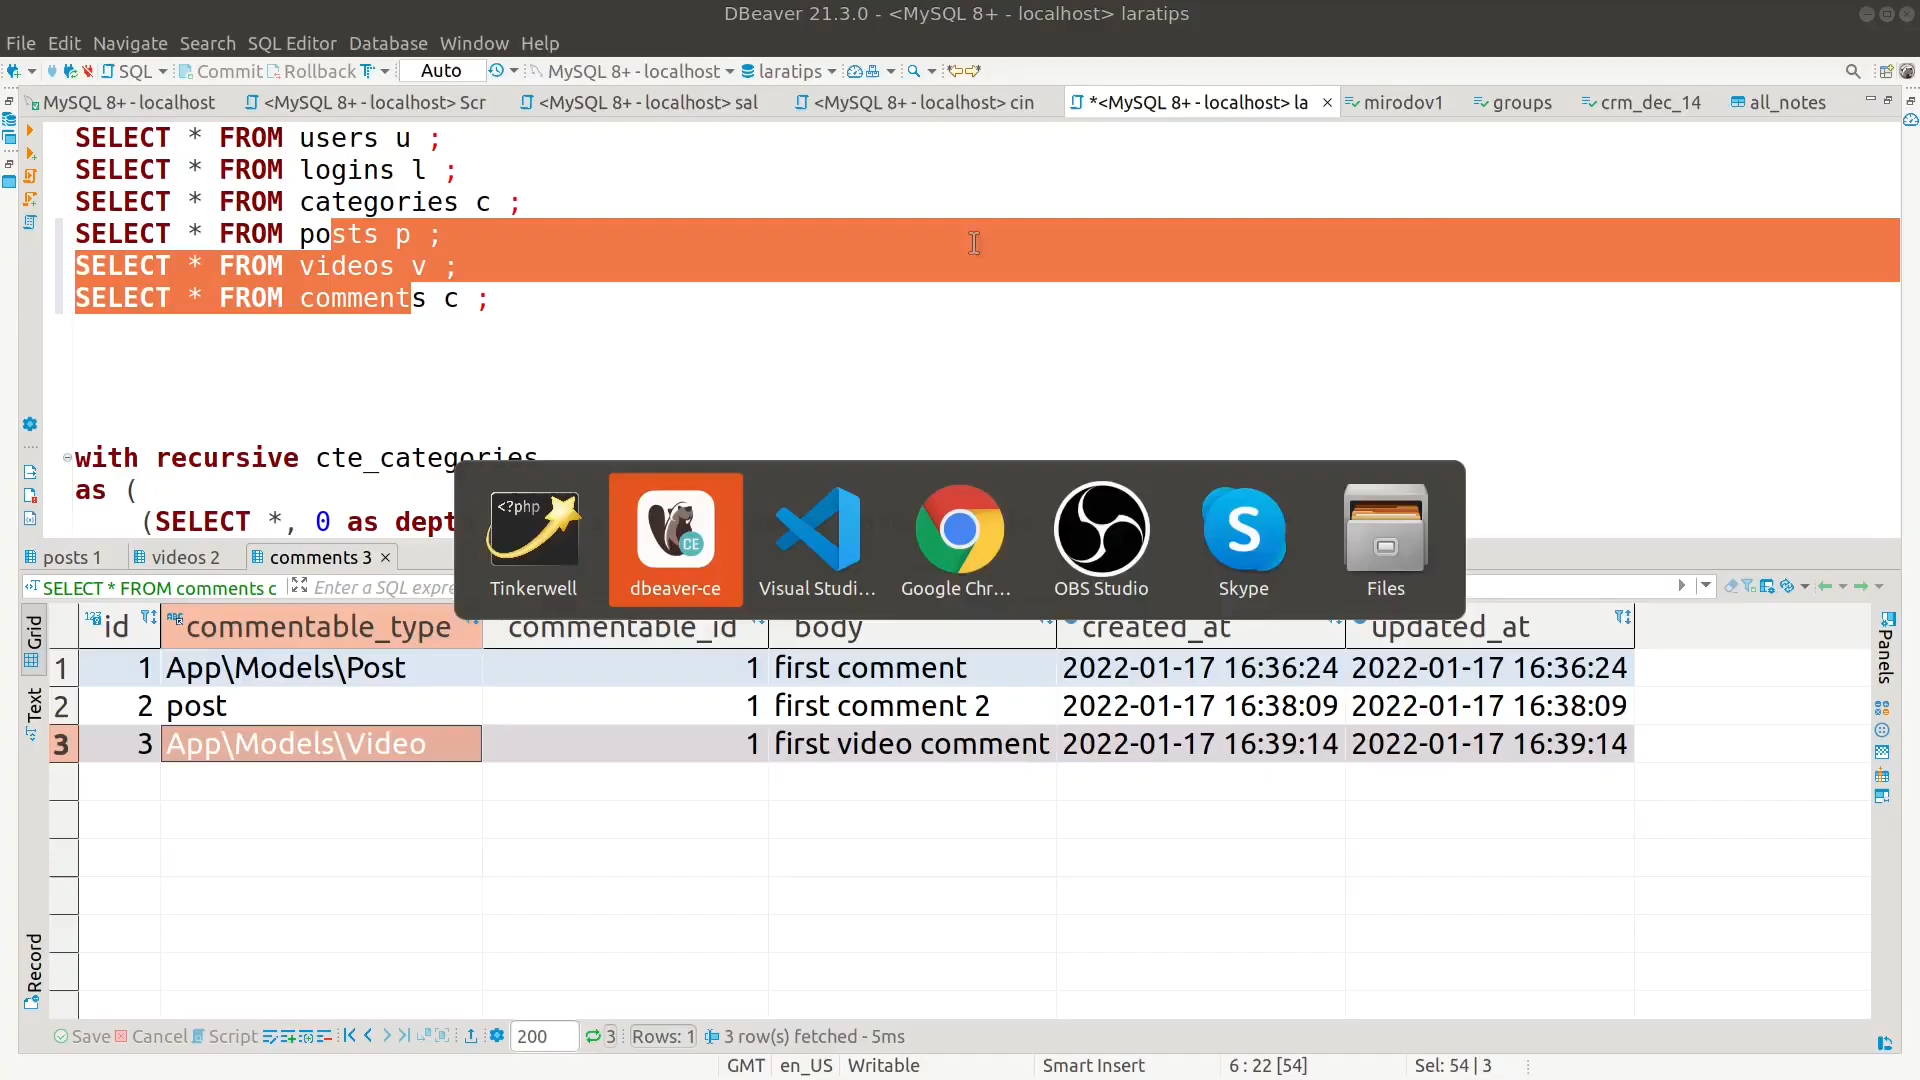 DBeaver 21.3.0 - <MySQL 8+ - localhost> laratips
File Edit Navigate Search SQL Editor Database Window Help
SQL Commit Rollback T Auto MySQL 8+ - localhost laratips
MySQL 8+ - localhost <MySQL 8+ - localhost> Scr <MySQL 8+ - localhost> sal <MySQL 8+ - localhost> cin *<MySQL 8+ - localhost> la mirodov1 groups crm_dec_14 all_notes
SELECT * FROM users u ;
SELECT * FROM logins l ;
SELECT * FROM categories c ;
SELECT * FROM posts p ;
SELECT * FROM videos v ;
SELECT * FROM comments c ;
with recursive cte_categories
as (
(SELECT *, 0 as dept
<?php
CE
S
Tinkerwell dbeaver-ce Visual Studi... Google Chr... OBS Studio Skype Files
posts 1 videos 2 comments 3
SELECT * FROM comments c Enter a SQL expre
Grid
Text
Record
Panels
id commentable_type commentable_id body created_at updated_at
1 1 App\Models\Post 1 first comment 2022-01-17 16:36:24 2022-01-17 16:36:24
2 2 post 1 first comment 2 2022-01-17 16:38:09 2022-01-17 16:38:09
3 3 App\Models\Video 1 first video comment 2022-01-17 16:39:14 2022-01-17 16:39:14
Save Cancel Script 200 3 Rows: 1 3 row(s) fetched - 5ms
GMT en_US Writable Smart Insert 6 : 22 [54] Sel: 54 | 3